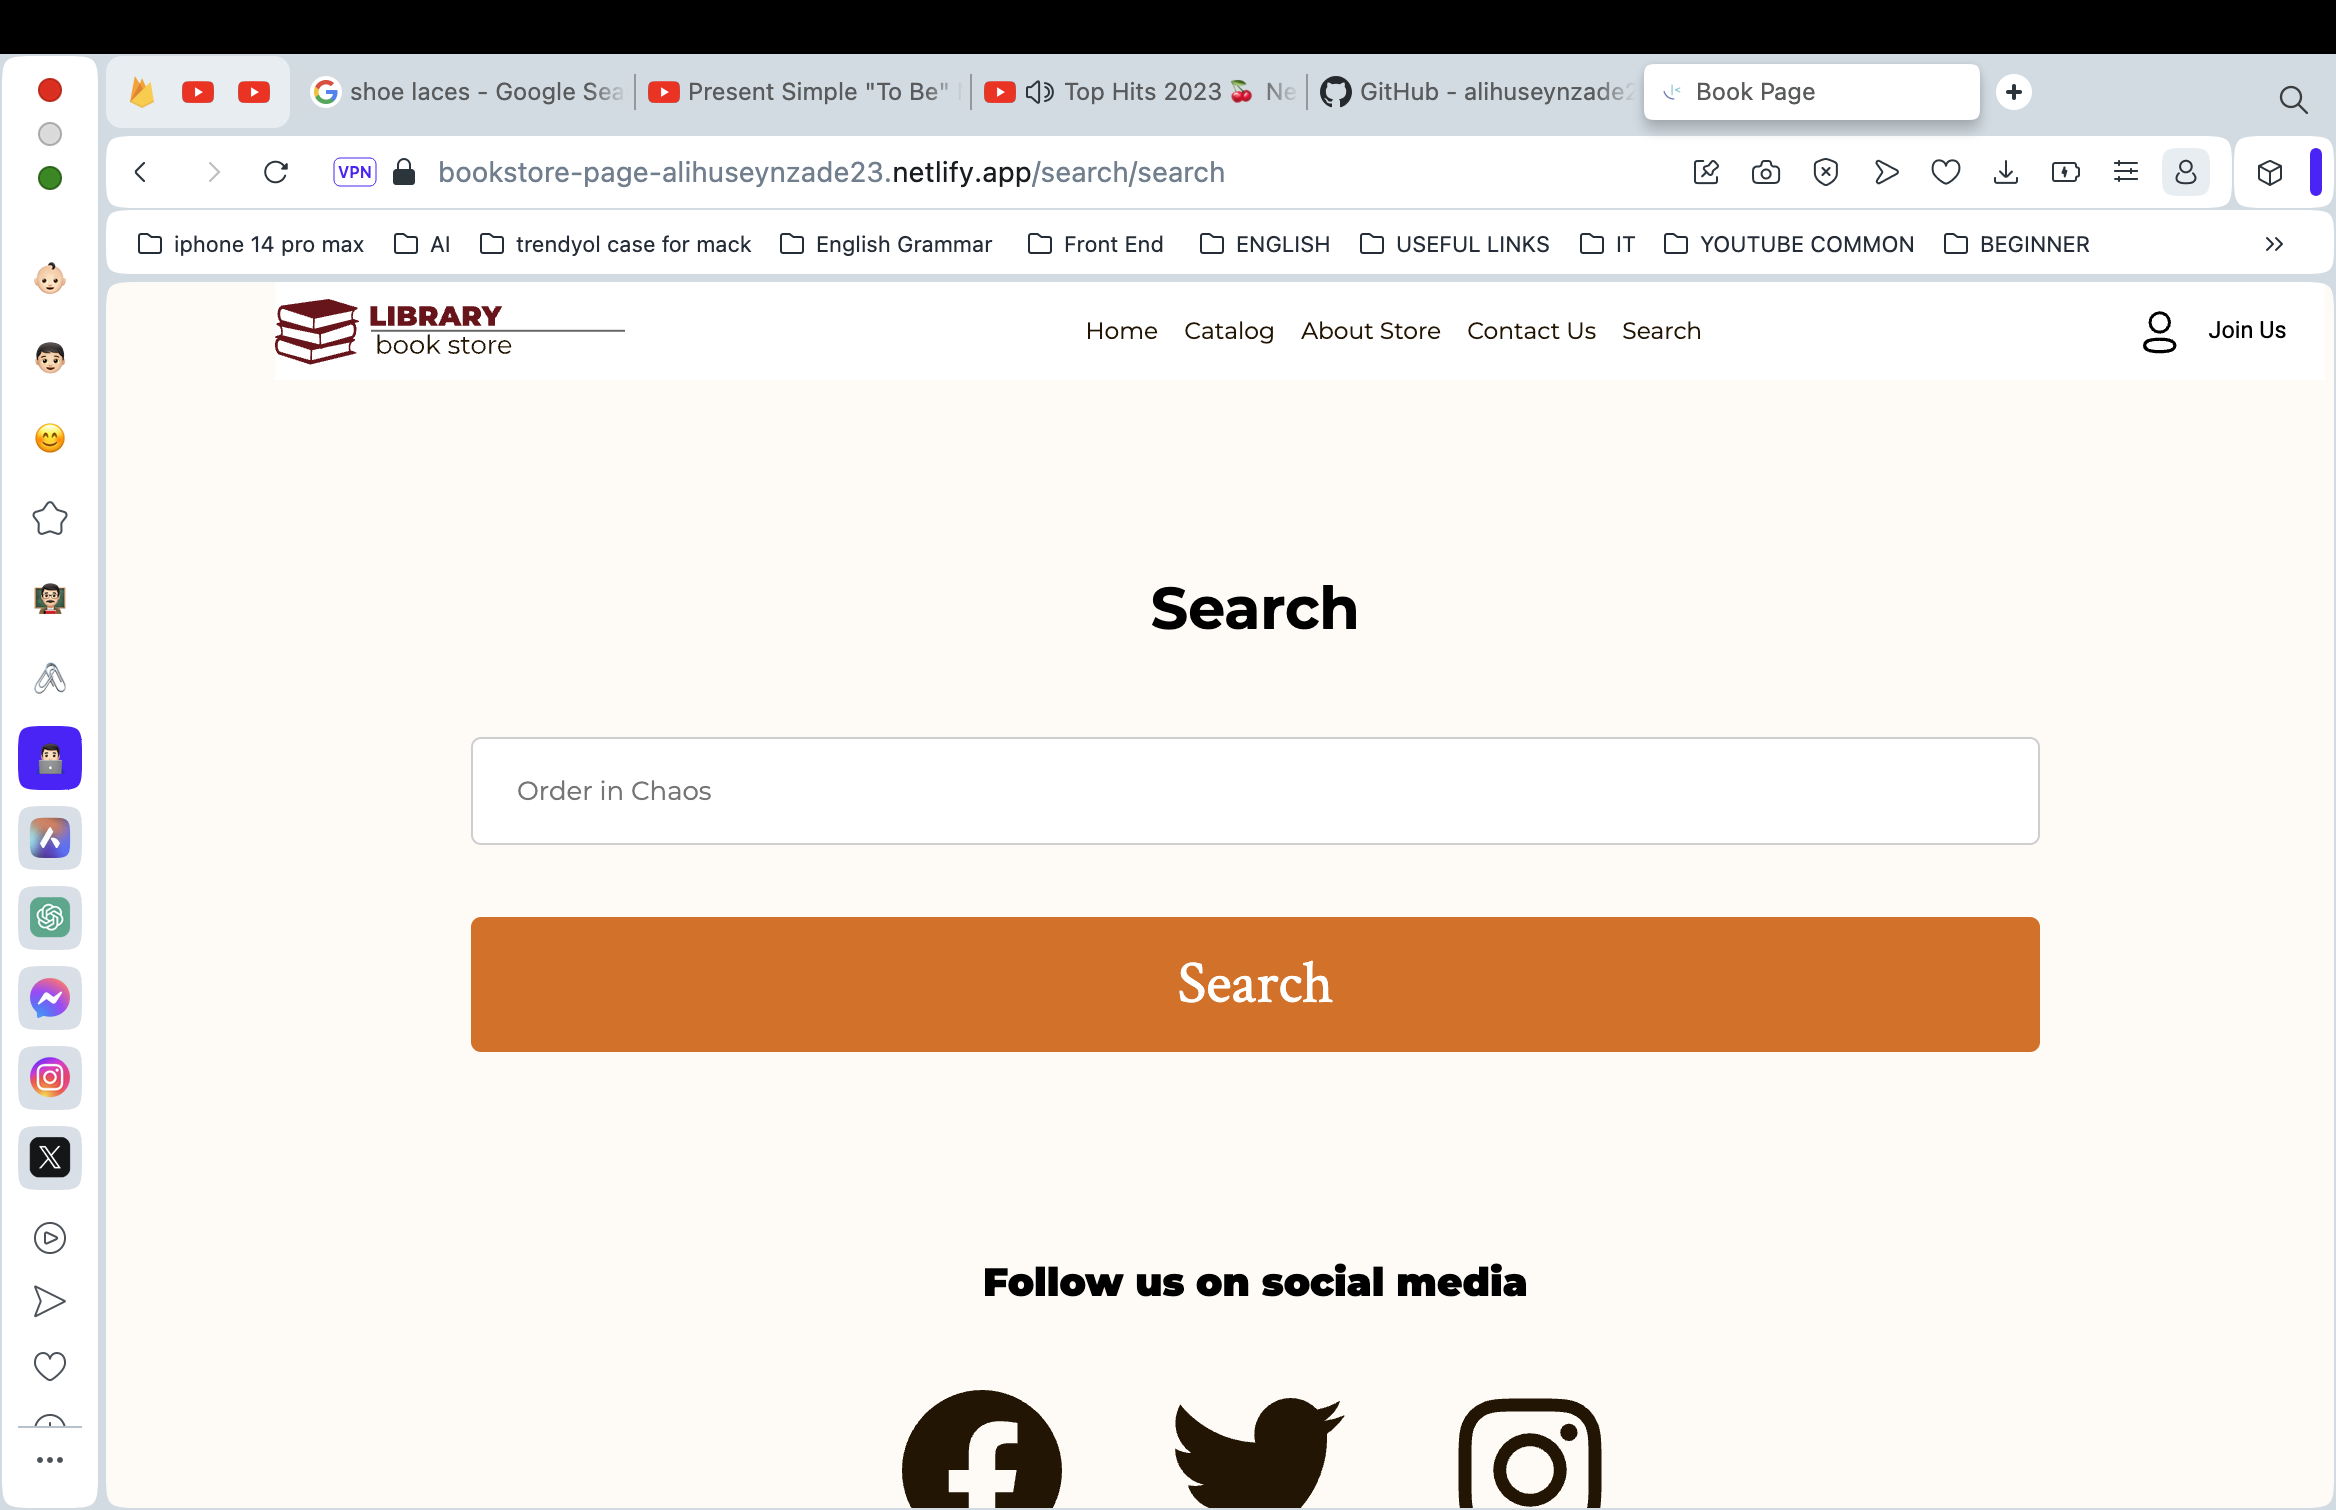 shoe laces - Google Sea
Present Simple "To Be"
Top Hits 2023 🍒 Ne
GitHub - alihuseynzade2
Book Page
VPN
bookstore-page-alihuseynzade23.netlify.app/search/search
iphone 14 pro max
AI
trendyol case for mack
English Grammar
Front End
ENGLISH
USEFUL LINKS
IT
YOUTUBE COMMON
BEGINNER
LIBRARY
book store
Home
Catalog
About Store
Contact Us
Search
Join Us
Search
Order in Chaos
Search
Follow us on social media